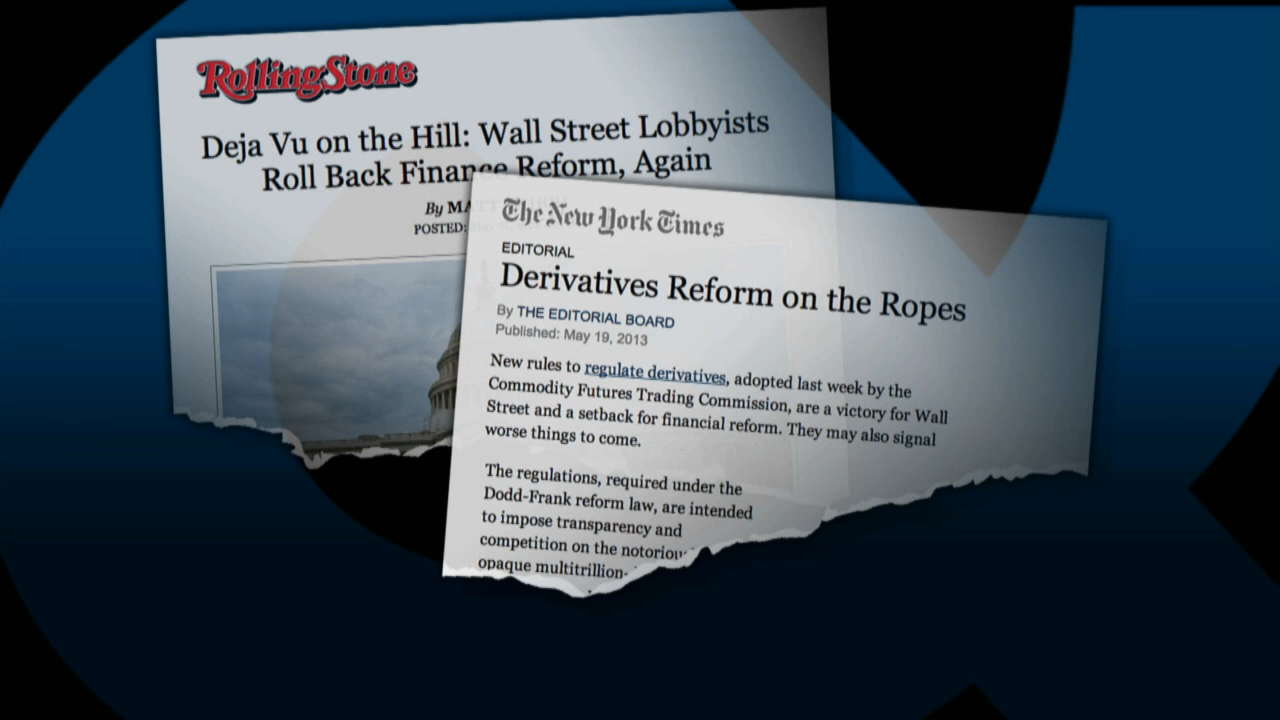 RollingStone
Deja Vu on the Hill: Wall Street Lobbyists
Roll Back Finance Reform, Again
By MATT
POSTED:
The New York Times
EDITORIAL
Derivatives Reform on the Ropes
By THE EDITORIAL BOARD
Published: May 19, 2013
New rules to regulate derivatives, adopted last week by the
Commodity Futures Trading Commission, are a victory for Wall
Street and a setback for financial reform. They may also signal
worse things to come.
The regulations, required under the
Dodd-Frank reform law, are intended
to impose transparency and
competition on the notoriou
opaque multitrillion-